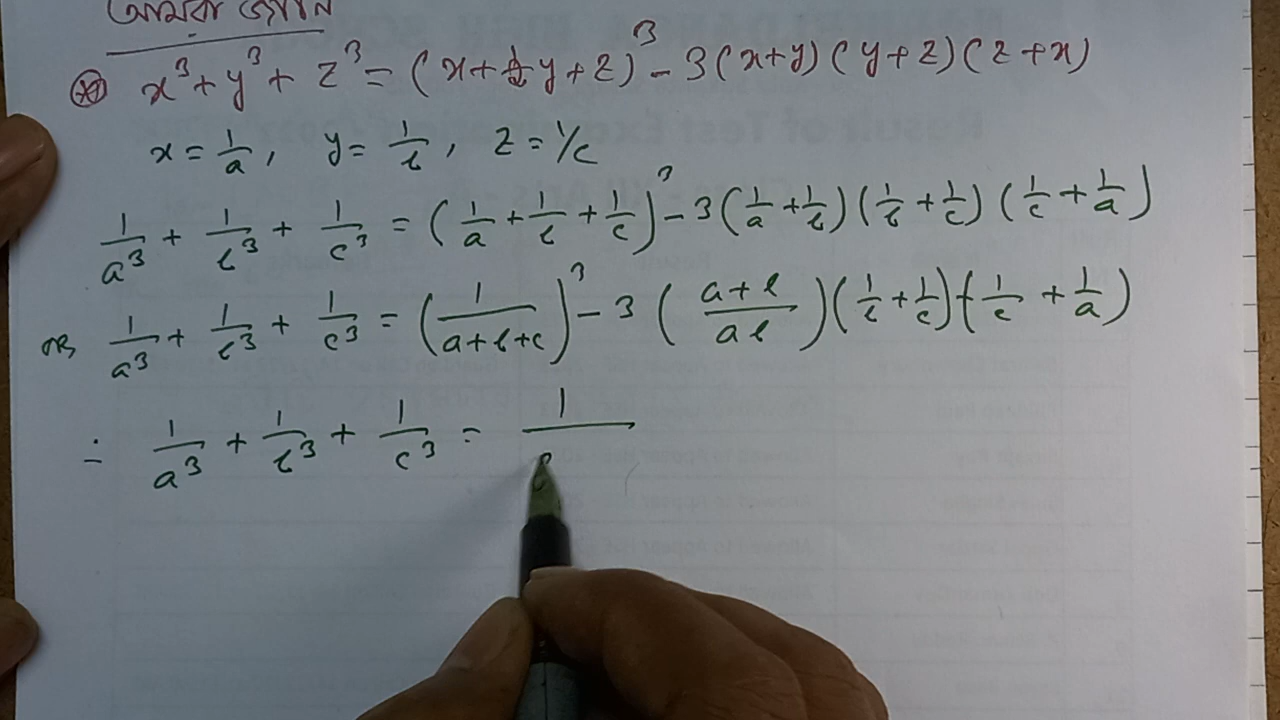 আমরা জানি
⊛ x³ + y³ + z³ = (x + y + z)³ - 3(x+y)(y+z)(z+x)
x = 1/a, y = 1/b, z = 1/c
1/a³ + 1/b³ + 1/c³ = (1/a + 1/b + 1/c)³ - 3(1/a + 1/b)(1/b + 1/c)(1/c + 1/a)
or, 1/a³ + 1/b³ + 1/c³ = (1/(a+b+c))³ - 3((a+b)/ab)(1/b + 1/c)(1/c + 1/a)
∴ 1/a³ + 1/b³ + 1/c³ = 1/